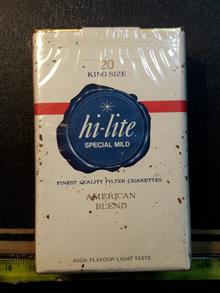 20
KING SIZE
hi-lite
SPECIAL MILD
FINEST QUALITY FILTER CIGARETTES
AMERICAN
BLEND
HIGH FLAVOUR LIGHT TASTE